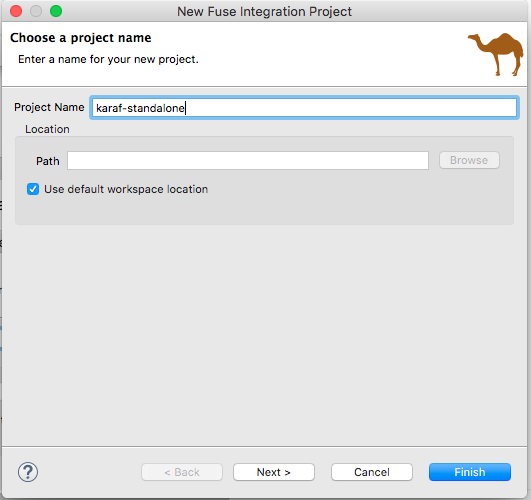 New Fuse Integration Project
Choose a project name
Enter a name for your new project.
Project Name karaf-standalone
Location
Path Browse
Use default workspace location
? < Back Next > Cancel Finish